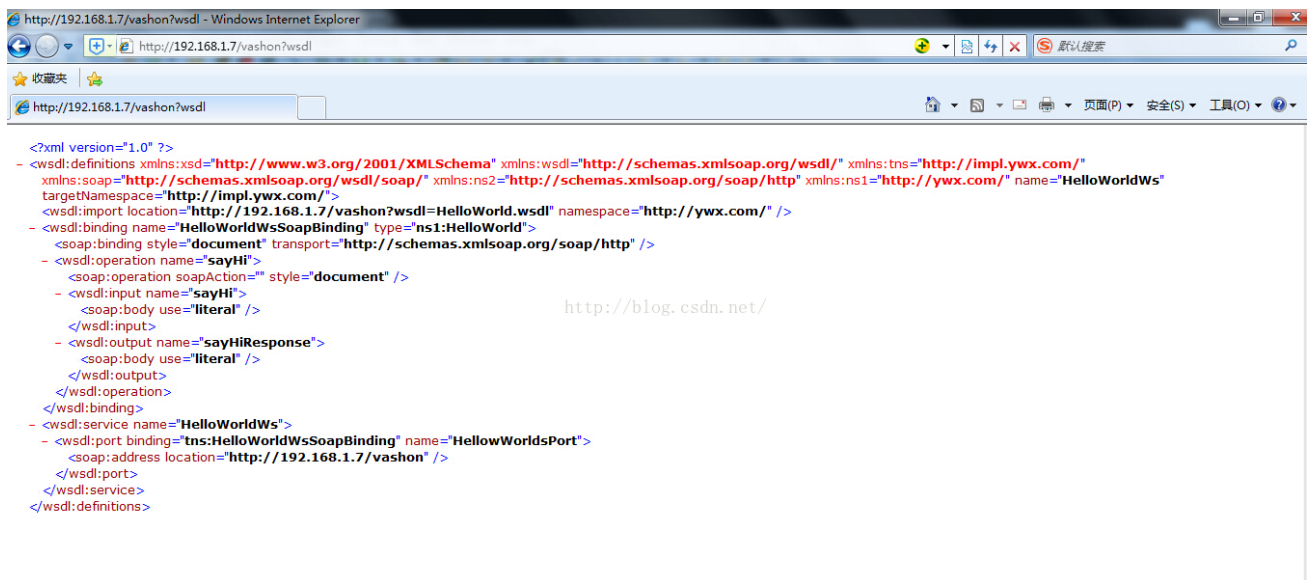 http://192.168.1.7/vashon?wsdl - Windows Internet Explorer
http://192.168.1.7/vashon?wsdl
默认搜索
收藏夹
http://192.168.1.7/vashon?wsdl
页面(P) 安全(S) 工具(O)
<?xml version="1.0" ?>
- <wsdl:definitions xmlns:xsd="http://www.w3.org/2001/XMLSchema" xmlns:wsdl="http://schemas.xmlsoap.org/wsdl/" xmlns:tns="http://impl.ywx.com/"
xmlns:soap="http://schemas.xmlsoap.org/wsdl/soap/" xmlns:ns2="http://schemas.xmlsoap.org/soap/http" xmlns:ns1="http://ywx.com/" name="HelloWorldWs"
targetNamespace="http://impl.ywx.com/">
<wsdl:import location="http://192.168.1.7/vashon?wsdl=HelloWorld.wsdl" namespace="http://ywx.com/" />
- <wsdl:binding name="HelloWorldWsSoapBinding" type="ns1:HelloWorld">
<soap:binding style="document" transport="http://schemas.xmlsoap.org/soap/http" />
- <wsdl:operation name="sayHi">
<soap:operation soapAction="" style="document" />
- <wsdl:input name="sayHi">
<soap:body use="literal" />
</wsdl:input>
- <wsdl:output name="sayHiResponse">
<soap:body use="literal" />
</wsdl:output>
</wsdl:operation>
</wsdl:binding>
- <wsdl:service name="HelloWorldWs">
- <wsdl:port binding="tns:HelloWorldWsSoapBinding" name="HellowWorldsPort">
<soap:address location="http://192.168.1.7/vashon" />
</wsdl:port>
</wsdl:service>
</wsdl:definitions>
http://blog.csdn.net/